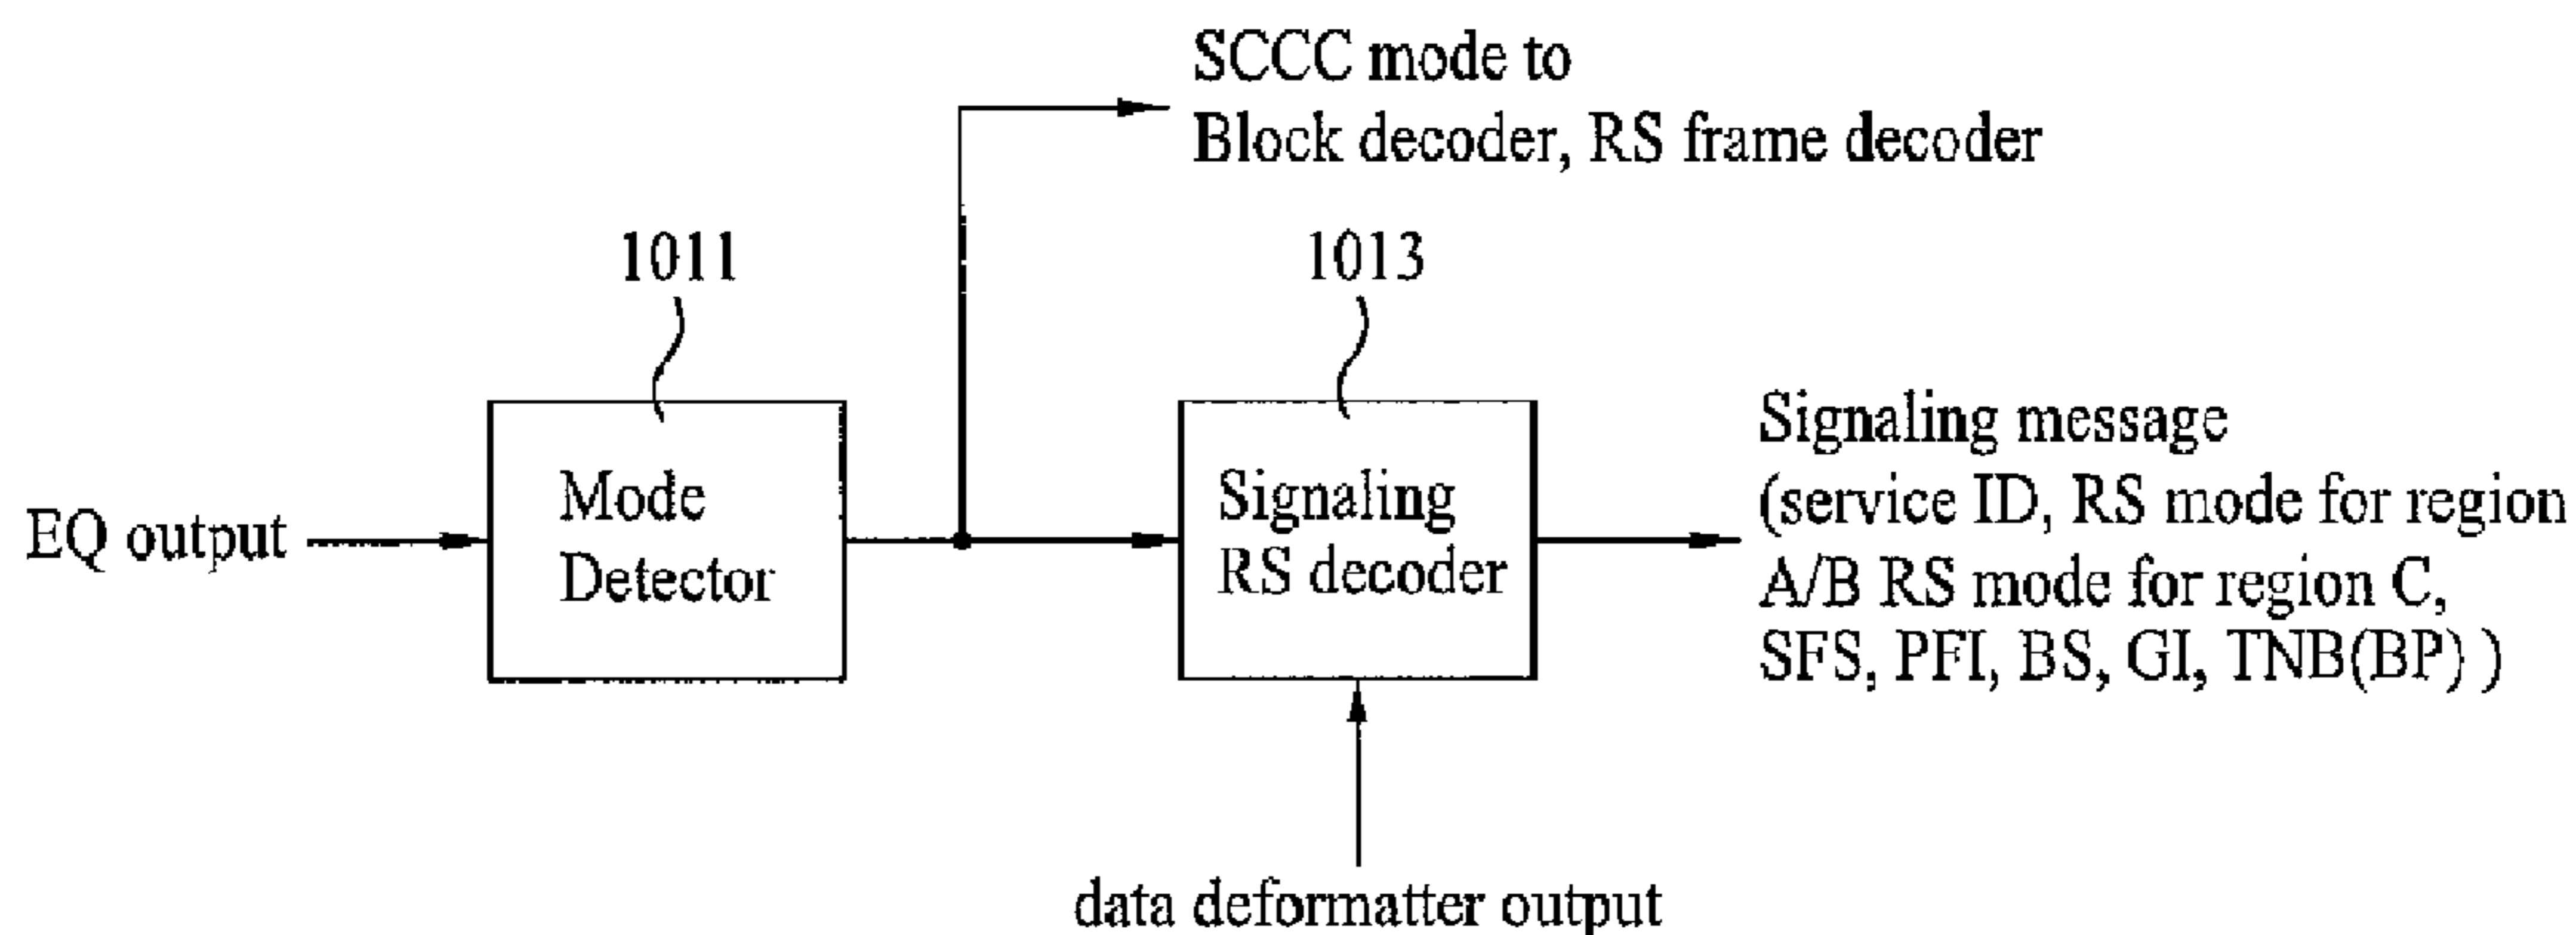 SCCC mode to
Block decoder, RS frame decoder
1011
1013
EQ output
Mode
Detector
Signaling
RS decoder
Signaling message
(service ID, RS mode for region
A/B RS mode for region C,
SFS, PFI, BS, GI, TNB(BP) )
data deformatter output